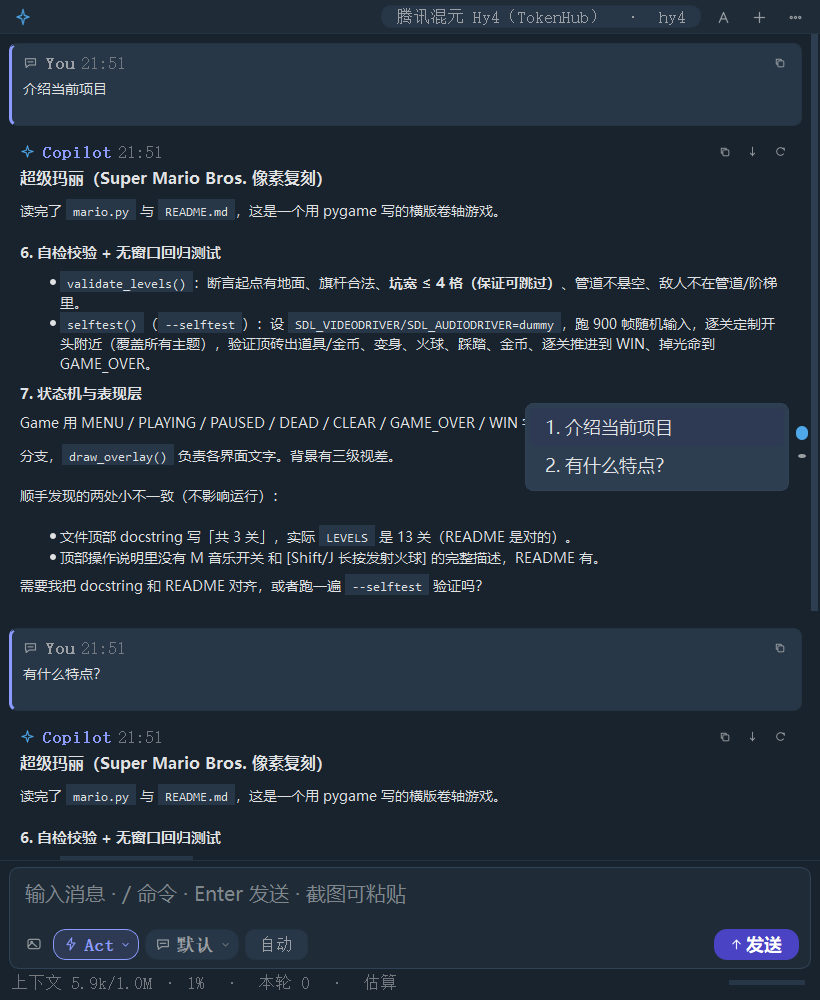 腾讯混元 Hy4（TokenHub） · hy4 A
You 21:51
介绍当前项目
Copilot 21:51
超级玛丽（Super Mario Bros. 像素复刻）
读完了 mario.py 与 README.md，这是一个用 pygame 写的横版卷轴游戏。
6. 自检校验 + 无窗口回归测试
• validate_levels()：断言起点有地面、旗杆合法、坑宽 ≤ 4 格（保证可跳过）、管道不悬空、敌人不在管道/阶梯
里。
• selftest()（--selftest）：设 SDL_VIDEODRIVER/SDL_AUDIODRIVER=dummy，跑 900 帧随机输入，逐关定制开
头附近（覆盖所有主题），验证顶砖出道具/金币、变身、火球、踩踏、金币、逐关推进到 WIN、掉光命到
GAME_OVER。
7. 状态机与表现层
Game 用 MENU / PLAYING / PAUSED / DEAD / CLEAR / GAME_OVER / WIN
分支，draw_overlay() 负责各界面文字。背景有三级视差。
1. 介绍当前项目
2. 有什么特点?
顺手发现的两处小不一致（不影响运行）：
• 文件顶部 docstring 写「共 3 关」，实际 LEVELS 是 13 关（README 是对的）。
• 顶部操作说明里没有 M 音乐开关 和 [Shift/J 长按发射火球] 的完整描述，README 有。
需要我把 docstring 和 README 对齐，或者跑一遍 --selftest 验证吗?
You 21:51
有什么特点?
Copilot 21:51
超级玛丽（Super Mario Bros. 像素复刻）
读完了 mario.py 与 README.md，这是一个用 pygame 写的横版卷轴游戏。
6. 自检校验 + 无窗口回归测试
输入消息 · / 命令 · Enter 发送 · 截图可粘贴
Act 默认 自动 ↑ 发送
上下文 5.9k/1.0M · 1% · 本轮 0 · 估算